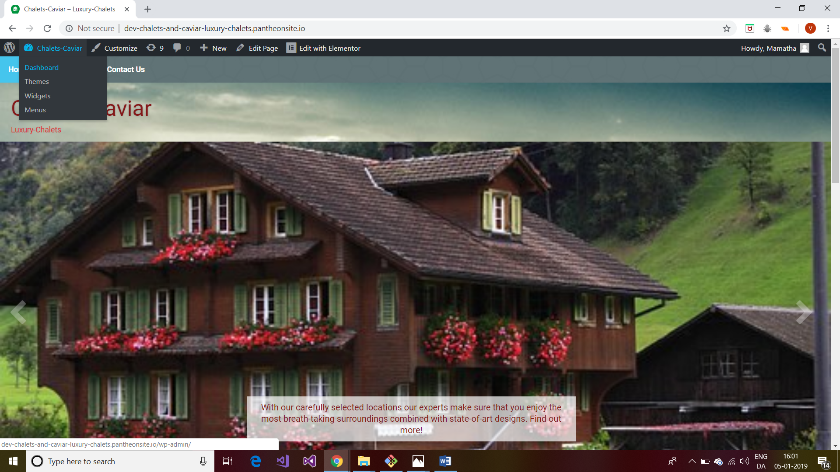 Chalets-Caviar – Luxury-Chalets
Not secure | dev-chalets-and-caviar-luxury-chalets.pantheonsite.io
Chalets-Caviar Customize 9 0 New Edit Page Edit with Elementor Howdy, Mamatha
Contact Us
Dashboard
Themes
Widgets
Menus
aviar
Luxury-Chalets
With our carefully selected locations our experts make sure that you enjoy the
most breath-taking surroundings combined with state-of-art designs. Find out
more!
dev-chalets-and-caviar-luxury-chalets.pantheonsite.io/wp-admin/
Type here to search
ENG
DA
16:01
05-01-2019
14